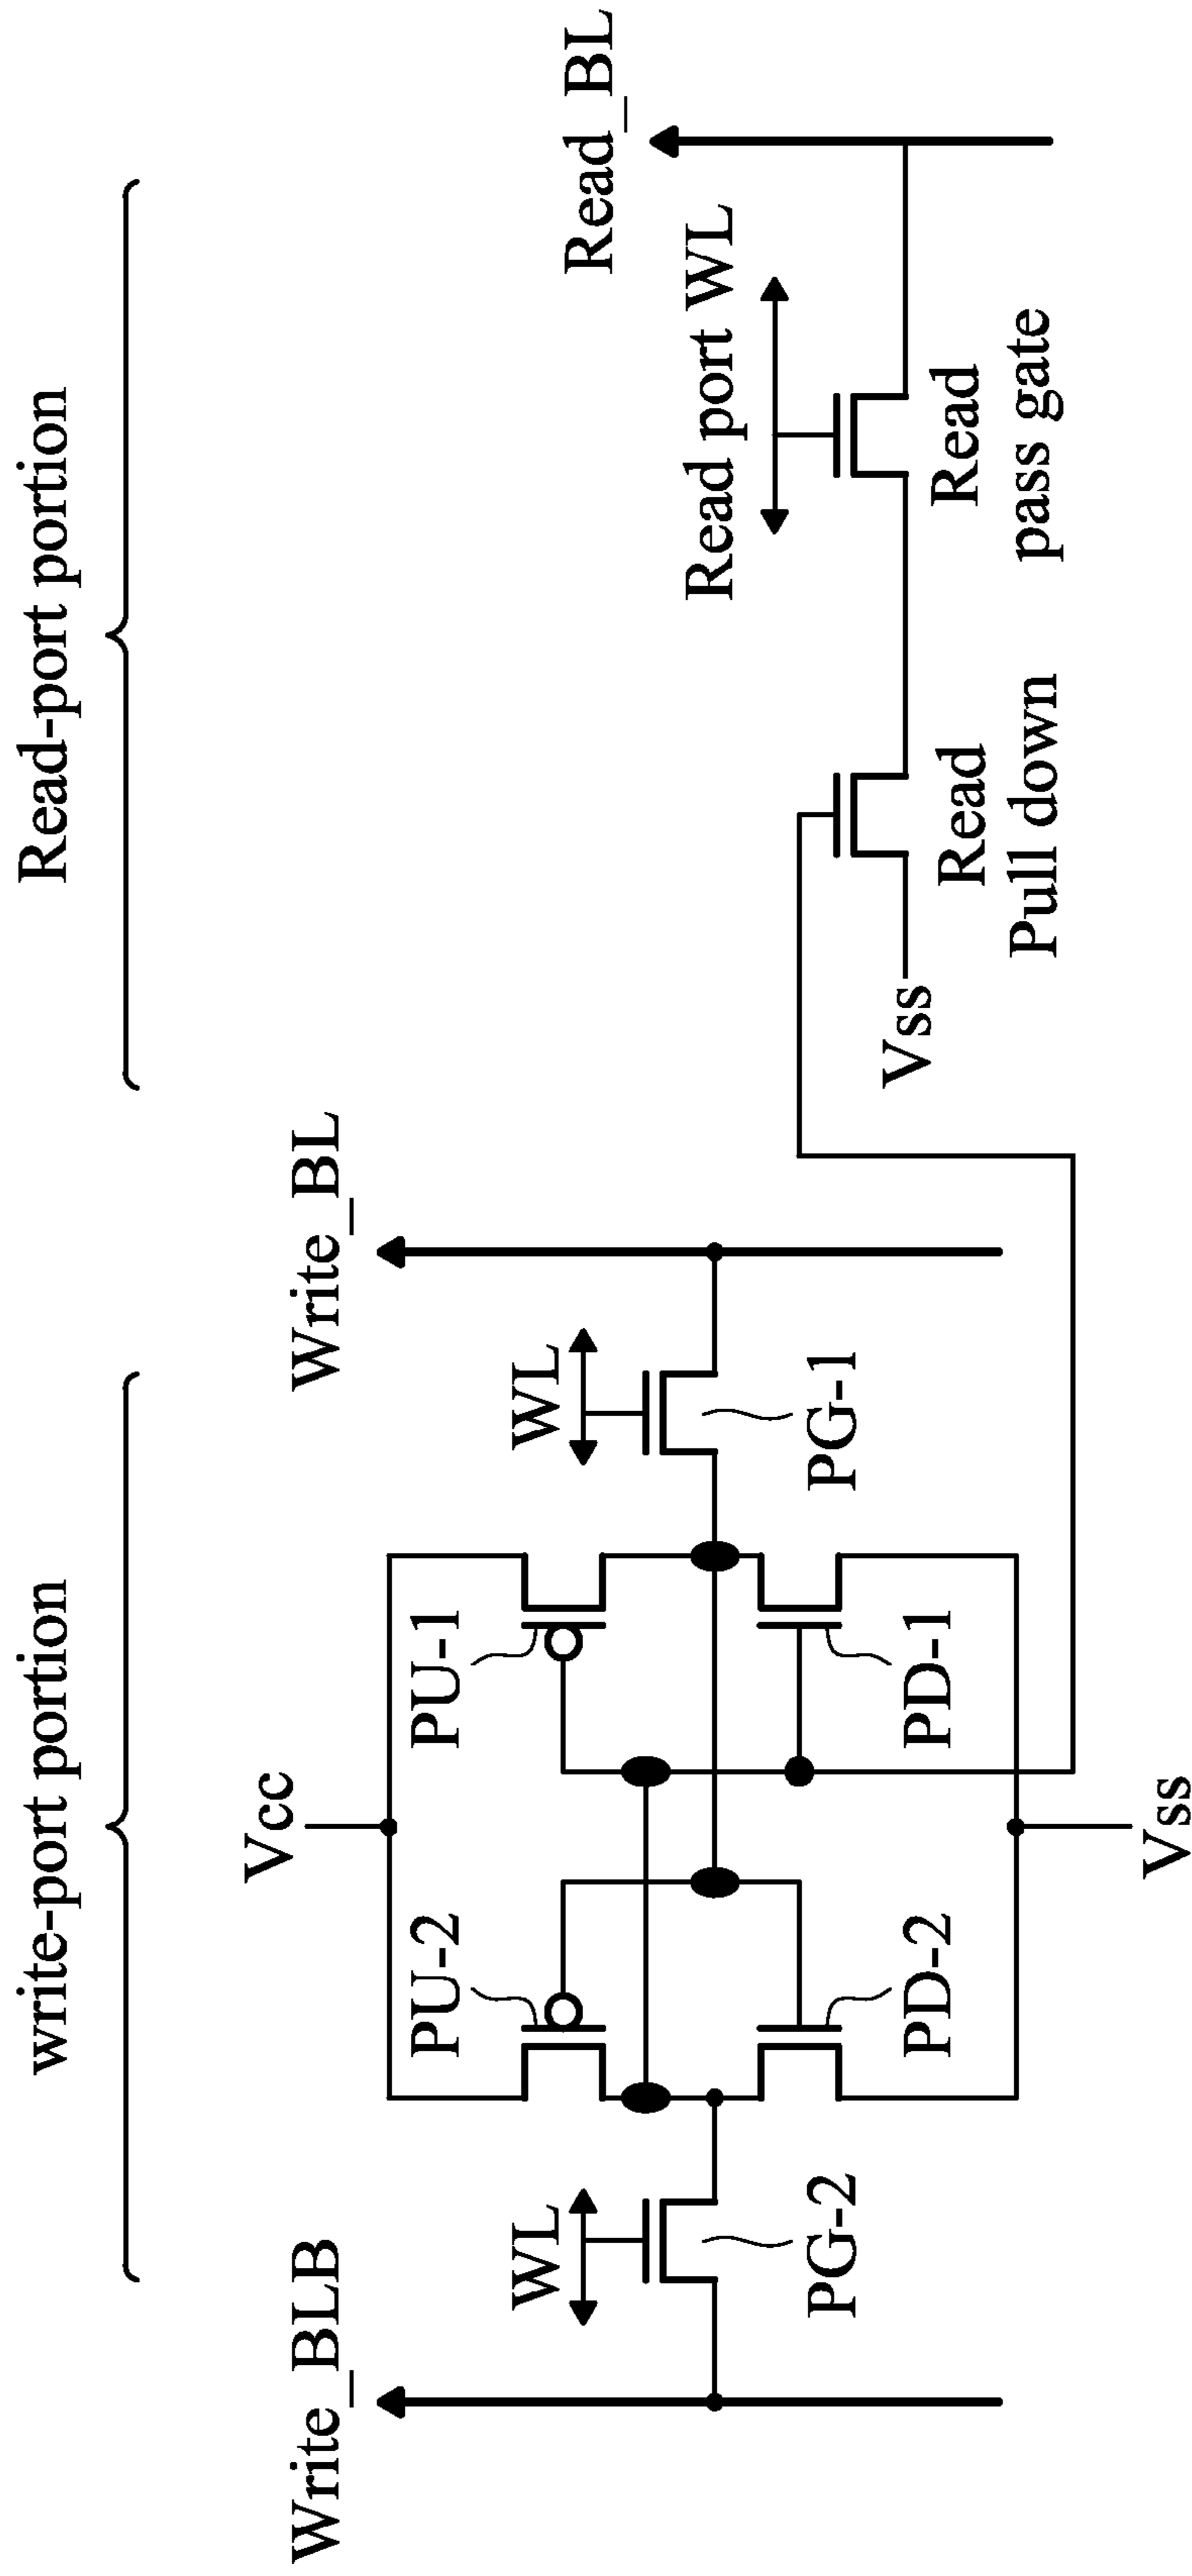 write-port portion
Read-port portion
Vcc
Write_BLB
Write_BL
WL
PU-2
PU-1
WL
PG-2
PD-2
PD-1
PG-1
Vss
Read_BL
Read port WL
Vss
Read
Pull down
Read
pass gate